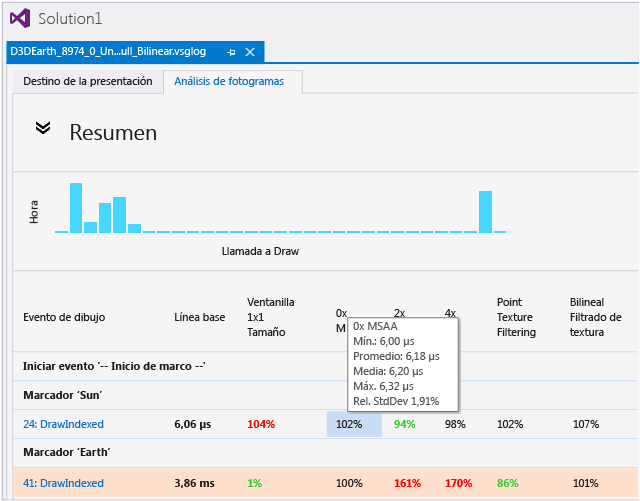 Solution1
D3DEarth_8974_0_Un...ull_Bilinear.vsglog
Destino de la presentación Análisis de fotogramas
Resumen
Hora
Llamada a Draw
Evento de dibujo Línea base Ventanilla 1x1 Tamaño 0x M 2x 4x Point Texture Filtering Bilineal Filtrado de textura
0x MSAA
Mín.: 6,00 µs
Promedio: 6,18 µs
Media: 6,20 µs
Máx. 6,32 µs
Rel. StdDev 1,91%
Iniciar evento '-- Inicio de marco --'
Marcador 'Sun'
24: DrawIndexed 6,06 µs 104% 102% 94% 98% 102% 107%
Marcador 'Earth'
41: DrawIndexed 3,86 ms 1% 100% 161% 170% 86% 101%